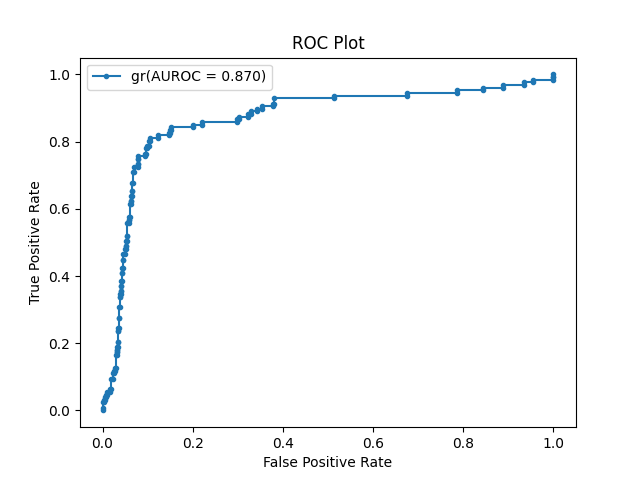 ROC Plot
gr(AUROC = 0.870)
1.0
0.8
0.6
0.4
0.2
0.0
True Positive Rate
0.0 0.2 0.4 0.6 0.8 1.0
False Positive Rate